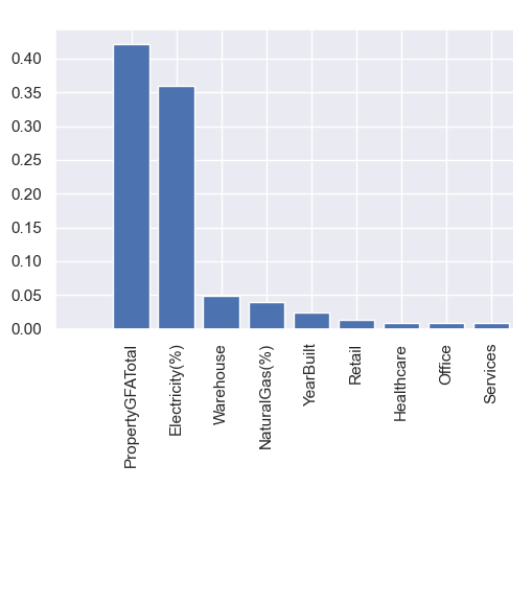 0.40
0.35
0.30
0.25
0.20
0.15
0.10
0.05
0.00
PropertyGFATotal
Electricity(%)
Warehouse
NaturalGas(%)
YearBuilt
Retail
Healthcare
Office
Services